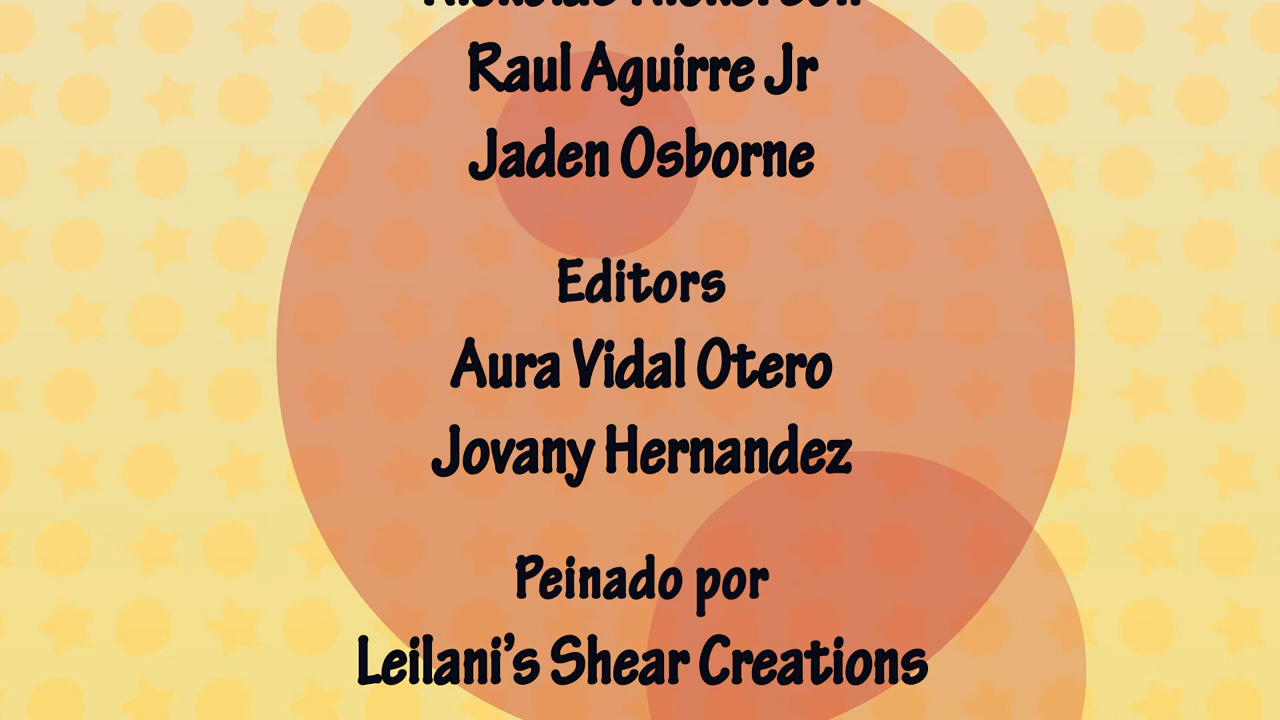 Raul Aguirre Jr
Jaden Osborne
Editors
Aura Vidal Otero
Jovany Hernandez
Peinado por
Leilani's Shear Creations